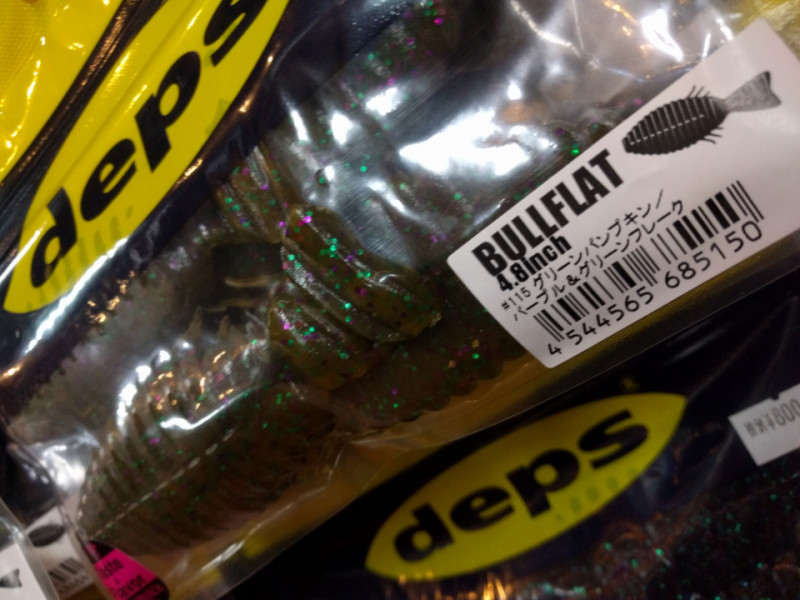 deps
BULLFLAT
4.8inch
#115 グリーンパンプキン/
パープル&グリーンフレーク
4 544565 685150
deps
¥800